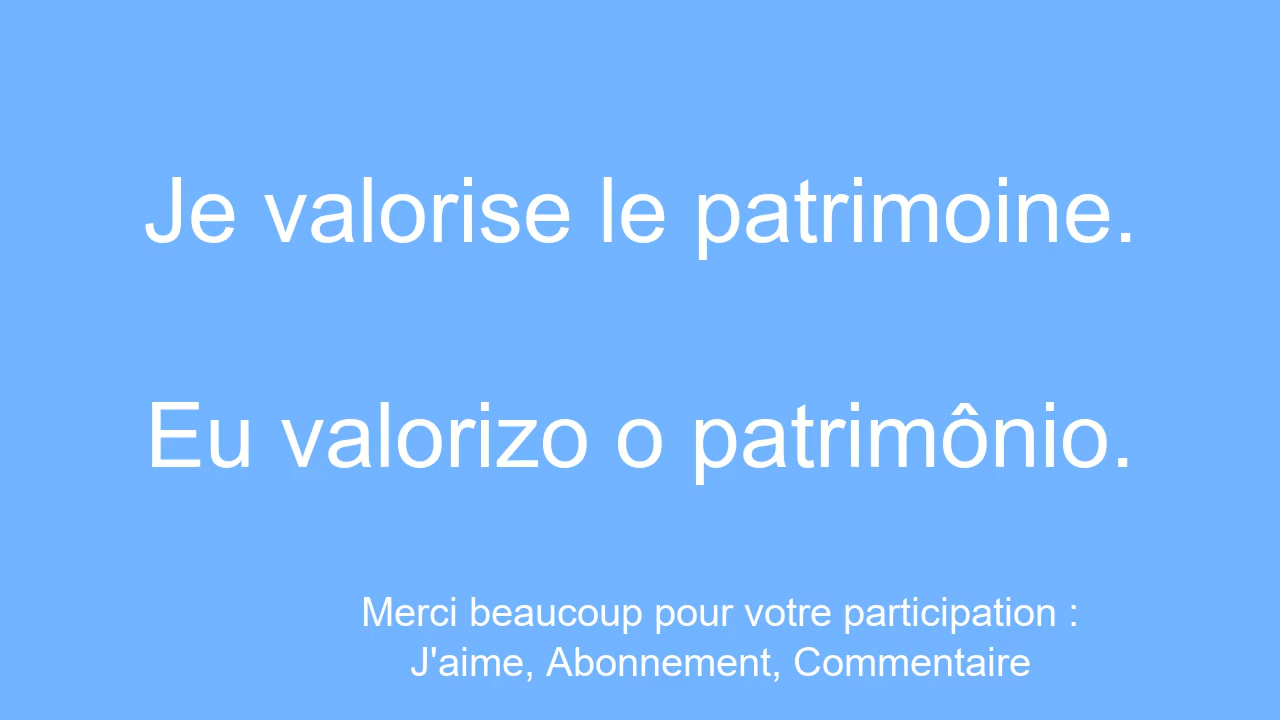 Je valorise le patrimoine.
Eu valorizo o patrimônio.
Merci beaucoup pour votre participation :
J'aime, Abonnement, Commentaire